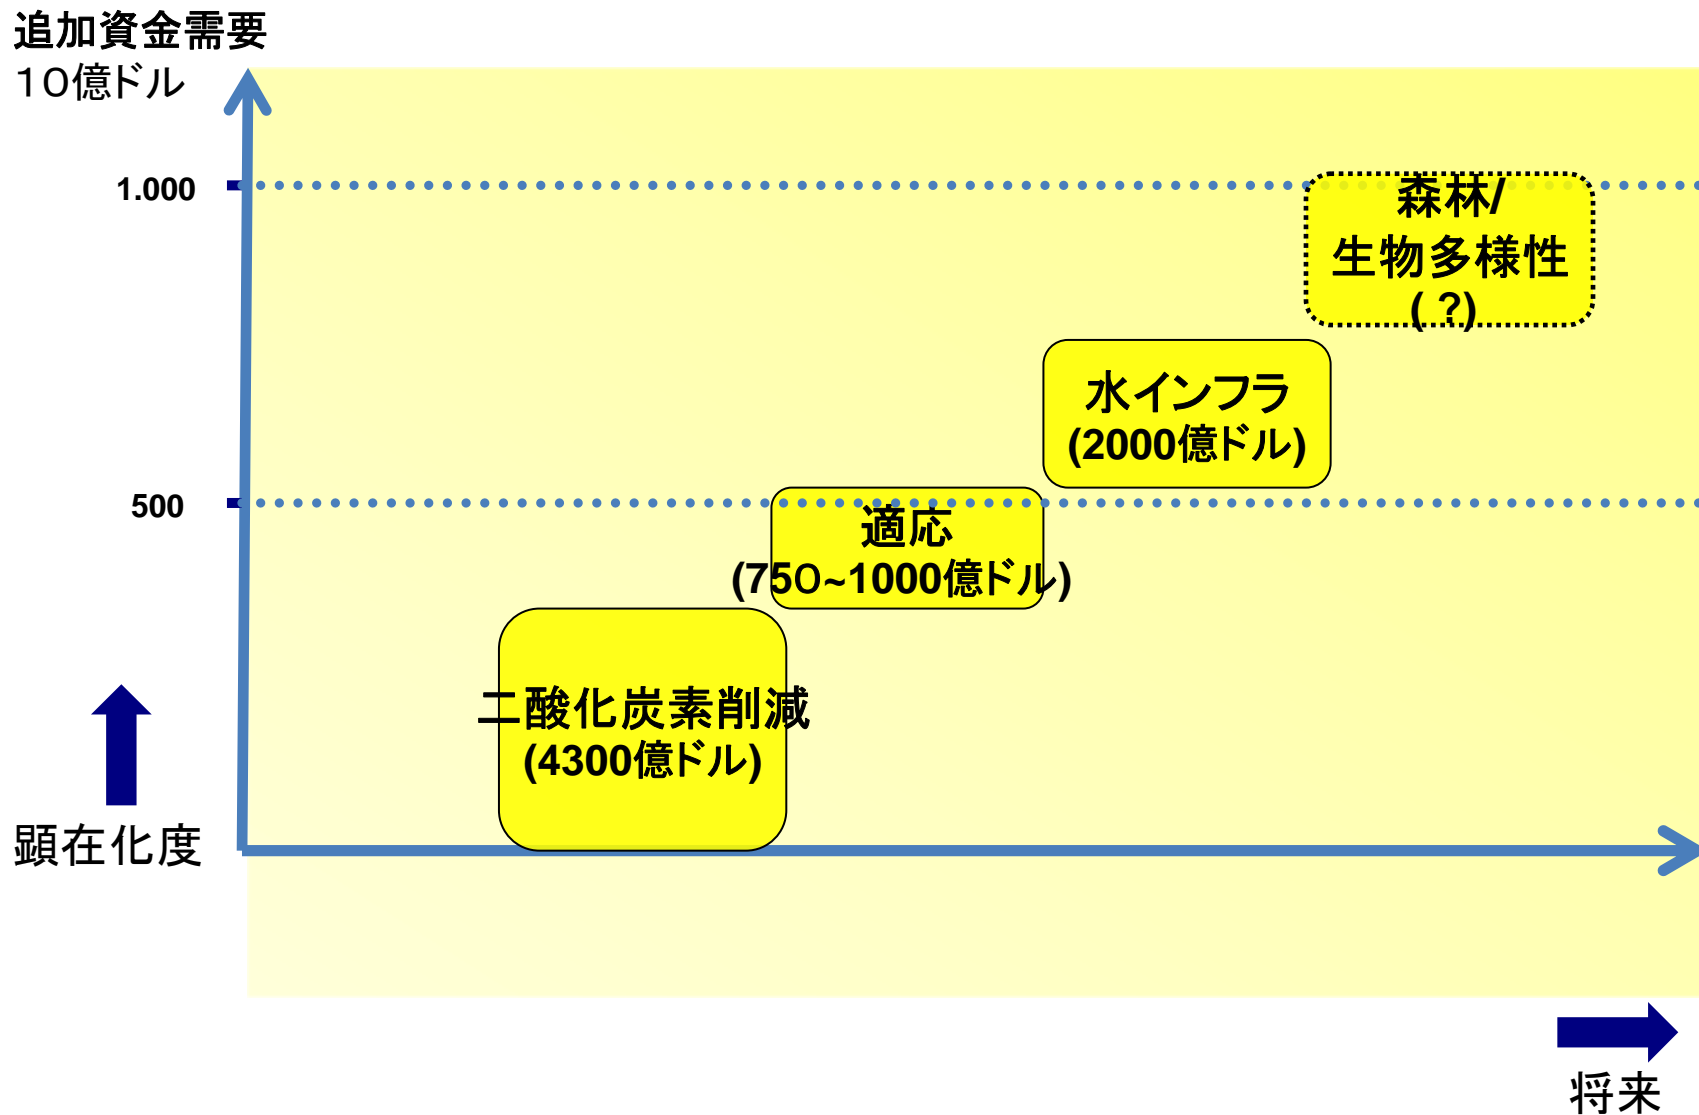 追加資金需要
１０億ドル
1.000
森林/
生物多様性
( ?)
水インフラ
(2000億ドル)
500
適応
(75０~1000億ドル)
二酸化炭素削減
(4300億ドル)
顕在化度
将来